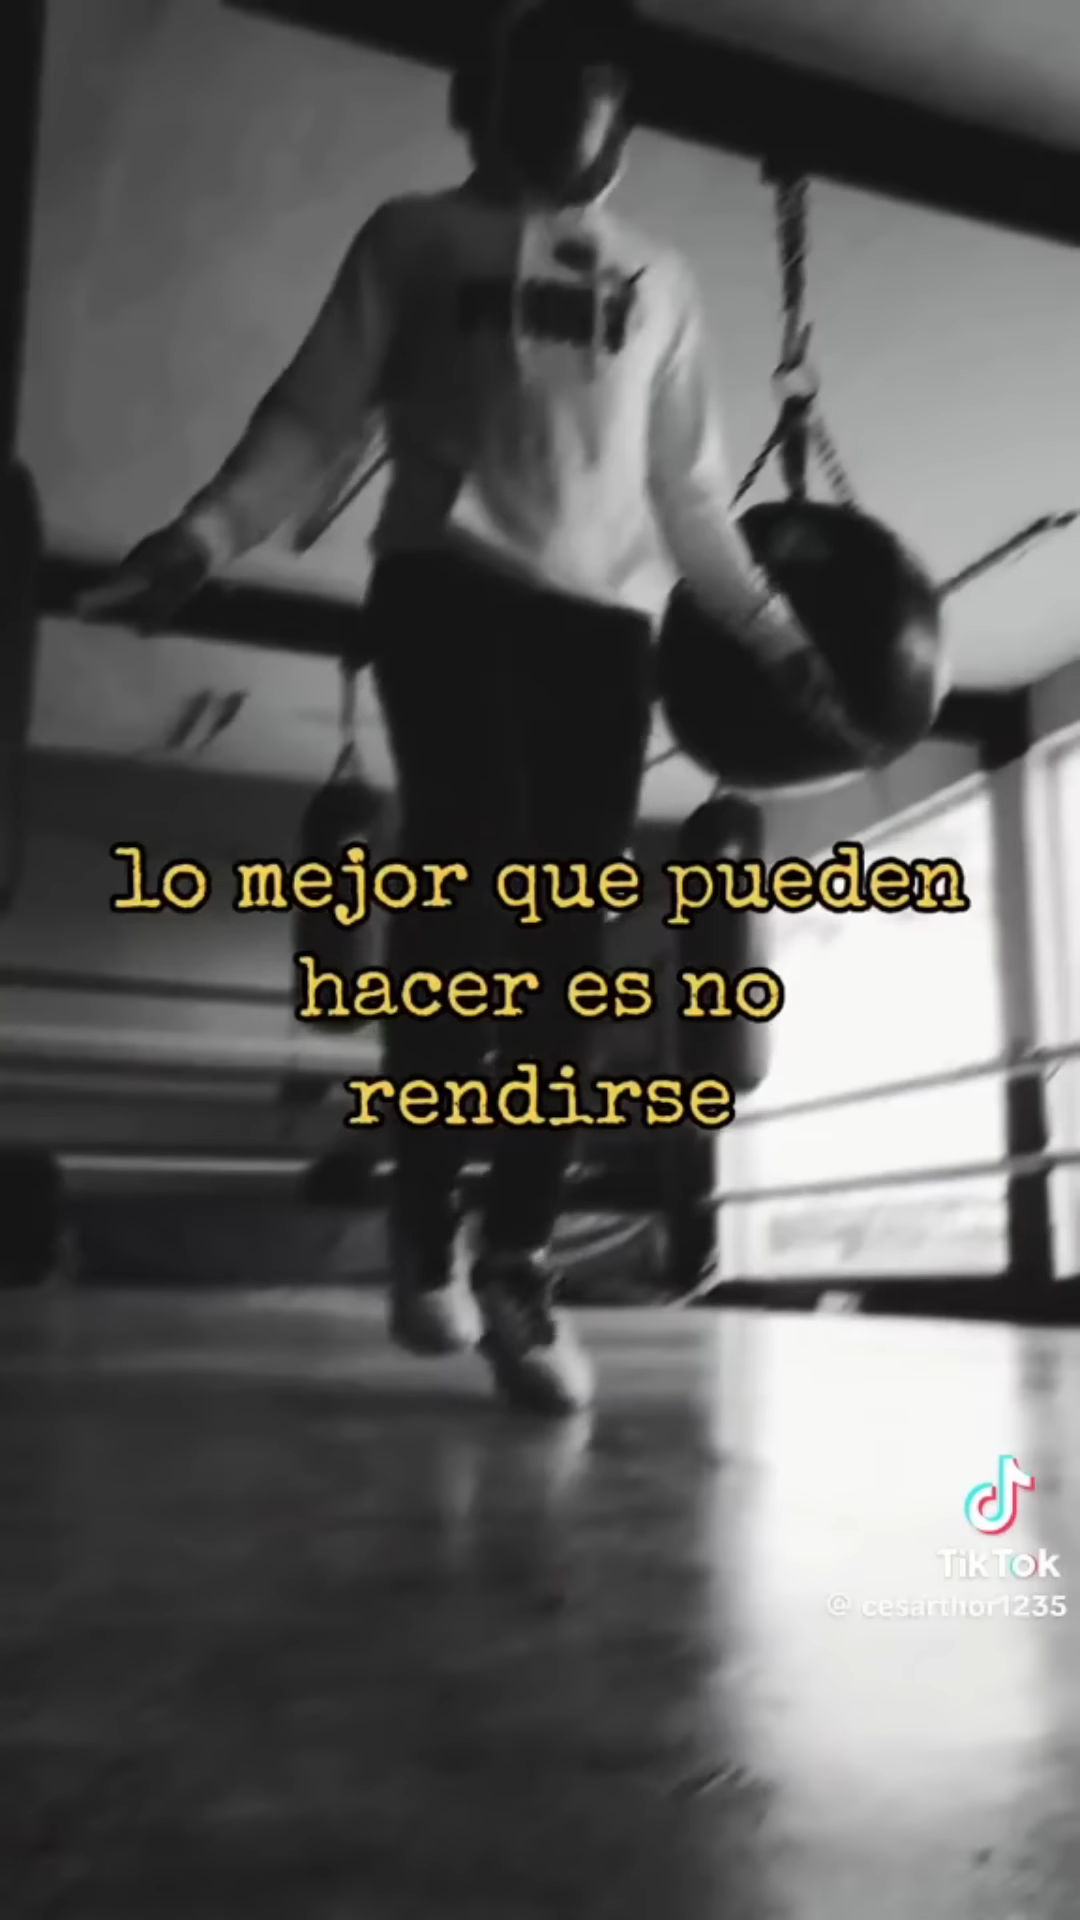 lo mejor que pueden
hacer es no
rendirse
TikTok
@ cesarthor1235